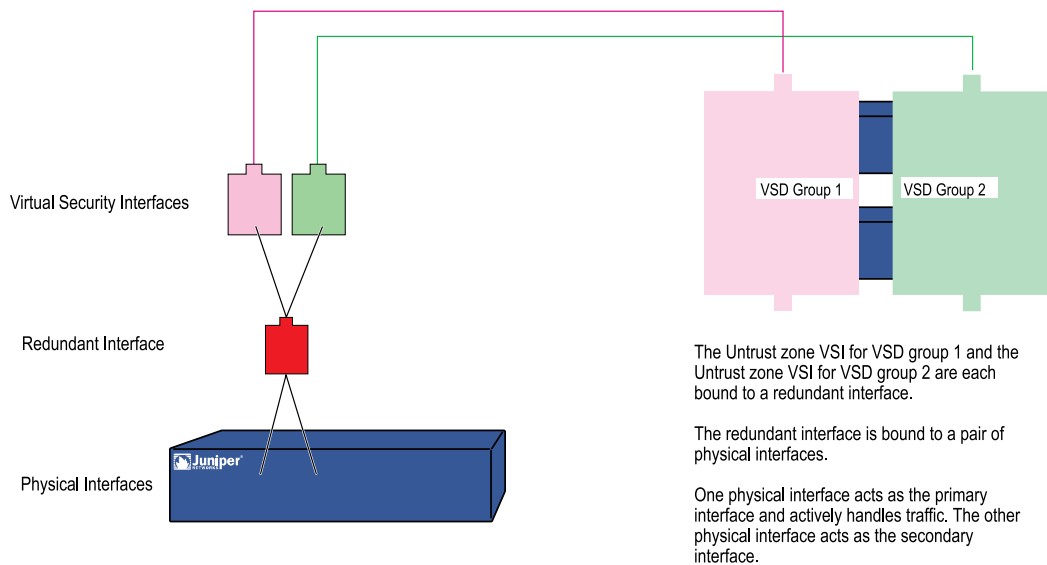 VSD Group 1
VSD Group 2
Virtual Security Interfaces
Redundant Interface
Juniper
NETWORKS
Physical Interfaces
The Untrust zone VSI for VSD group 1 and the
Untrust zone VSI for VSD group 2 are each
bound to a redundant interface.
The redundant interface is bound to a pair of
physical interfaces.
One physical interface acts as the primary
interface and actively handles traffic. The other
physical interface acts as the secondary
interface.